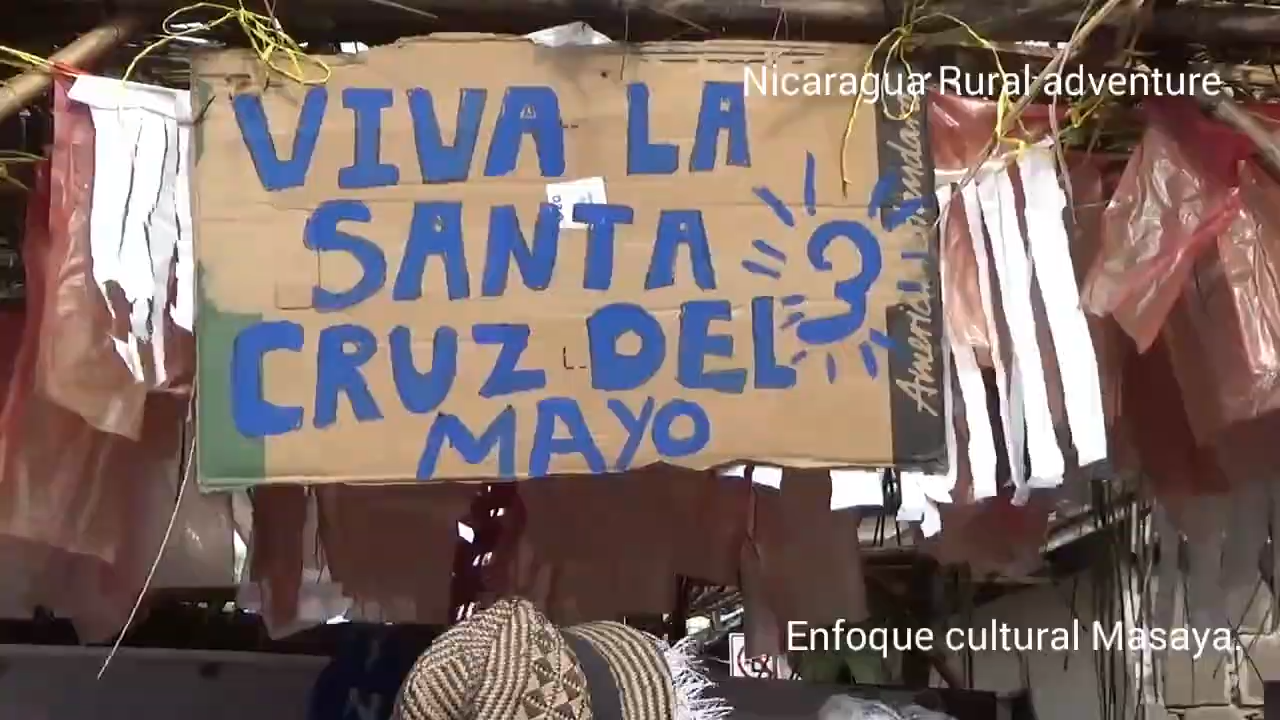 Nicaragua Rural adventure.
VIVA LA
SANTA
CRUZ DEL 3
MAYO
Enfoque cultural Masaya.